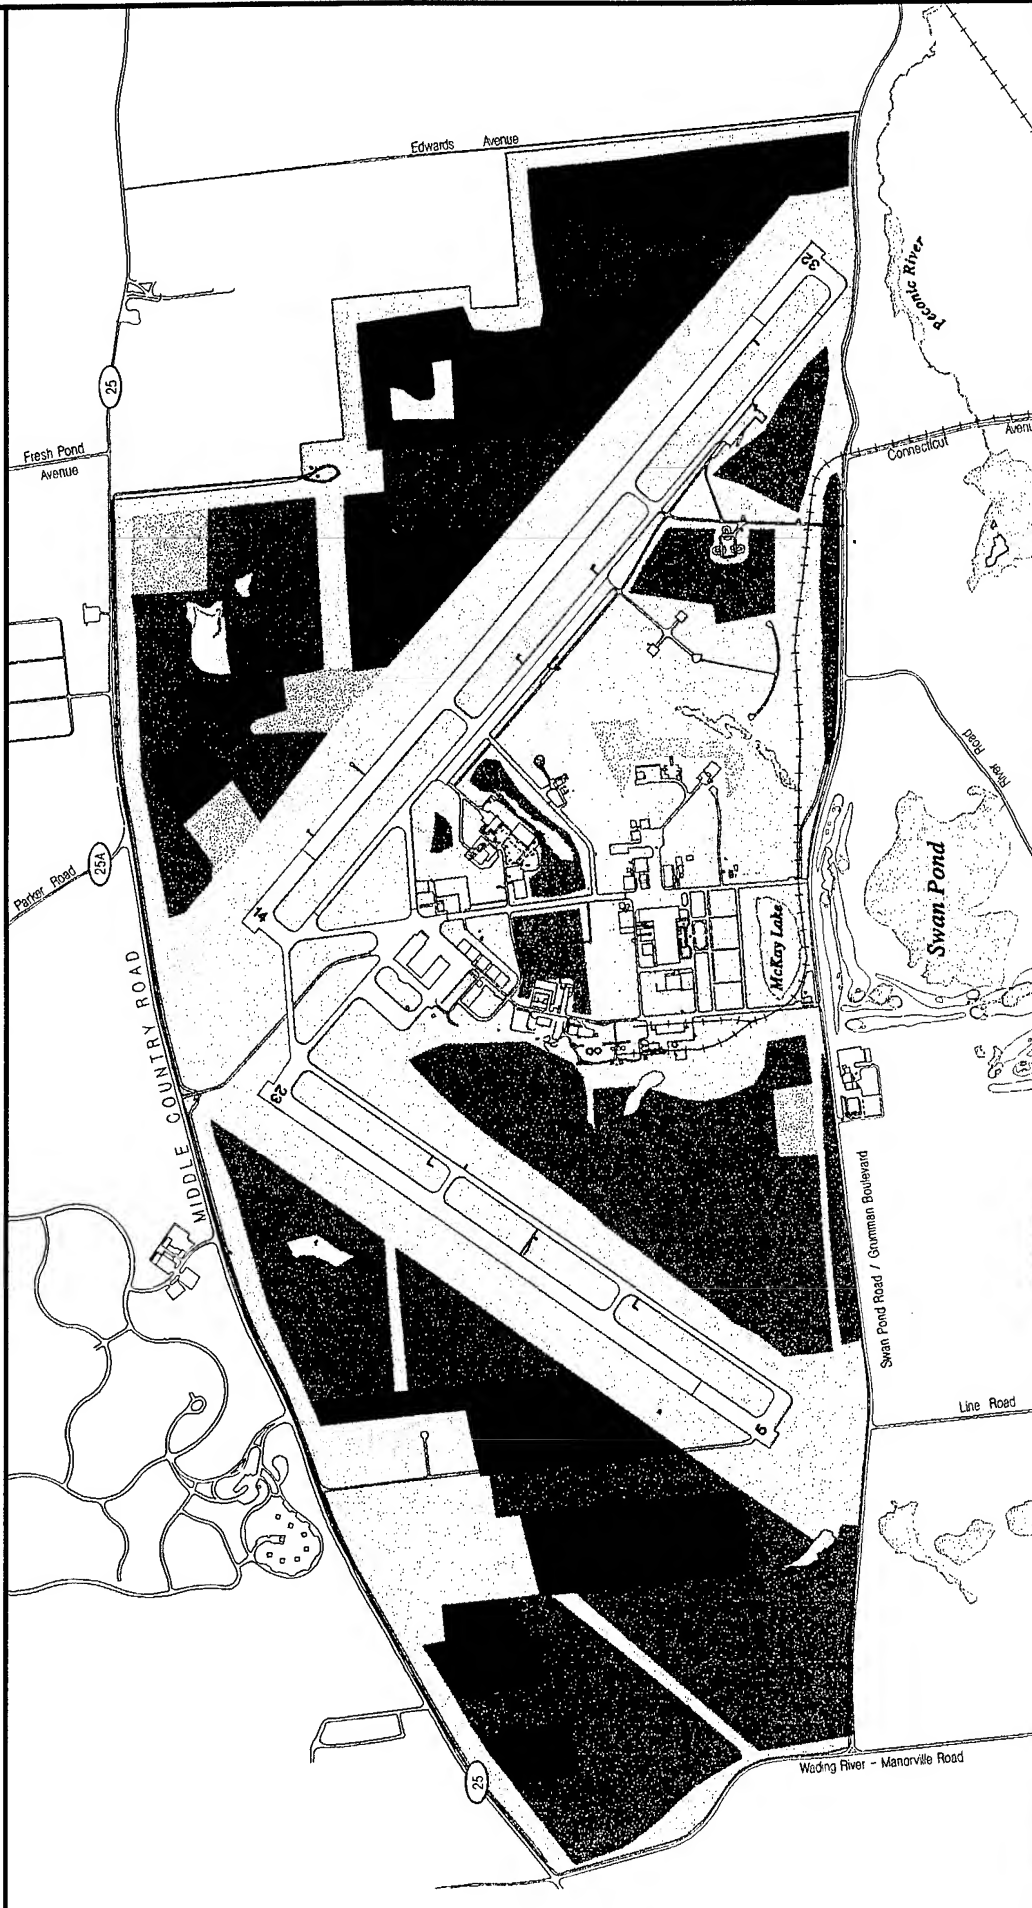 Edwards Avenue
Peconic River
32
25
Fresh Pond
Avenue
Connecticut Avenu
River Road
Swan Pond
Parker Road
25A
14
McKay Lake
MIDDLE COUNTRY ROAD
23
Swan Pond Road / Grumman Boulevard
Line Road
5
25
Wading River - Manorville Road